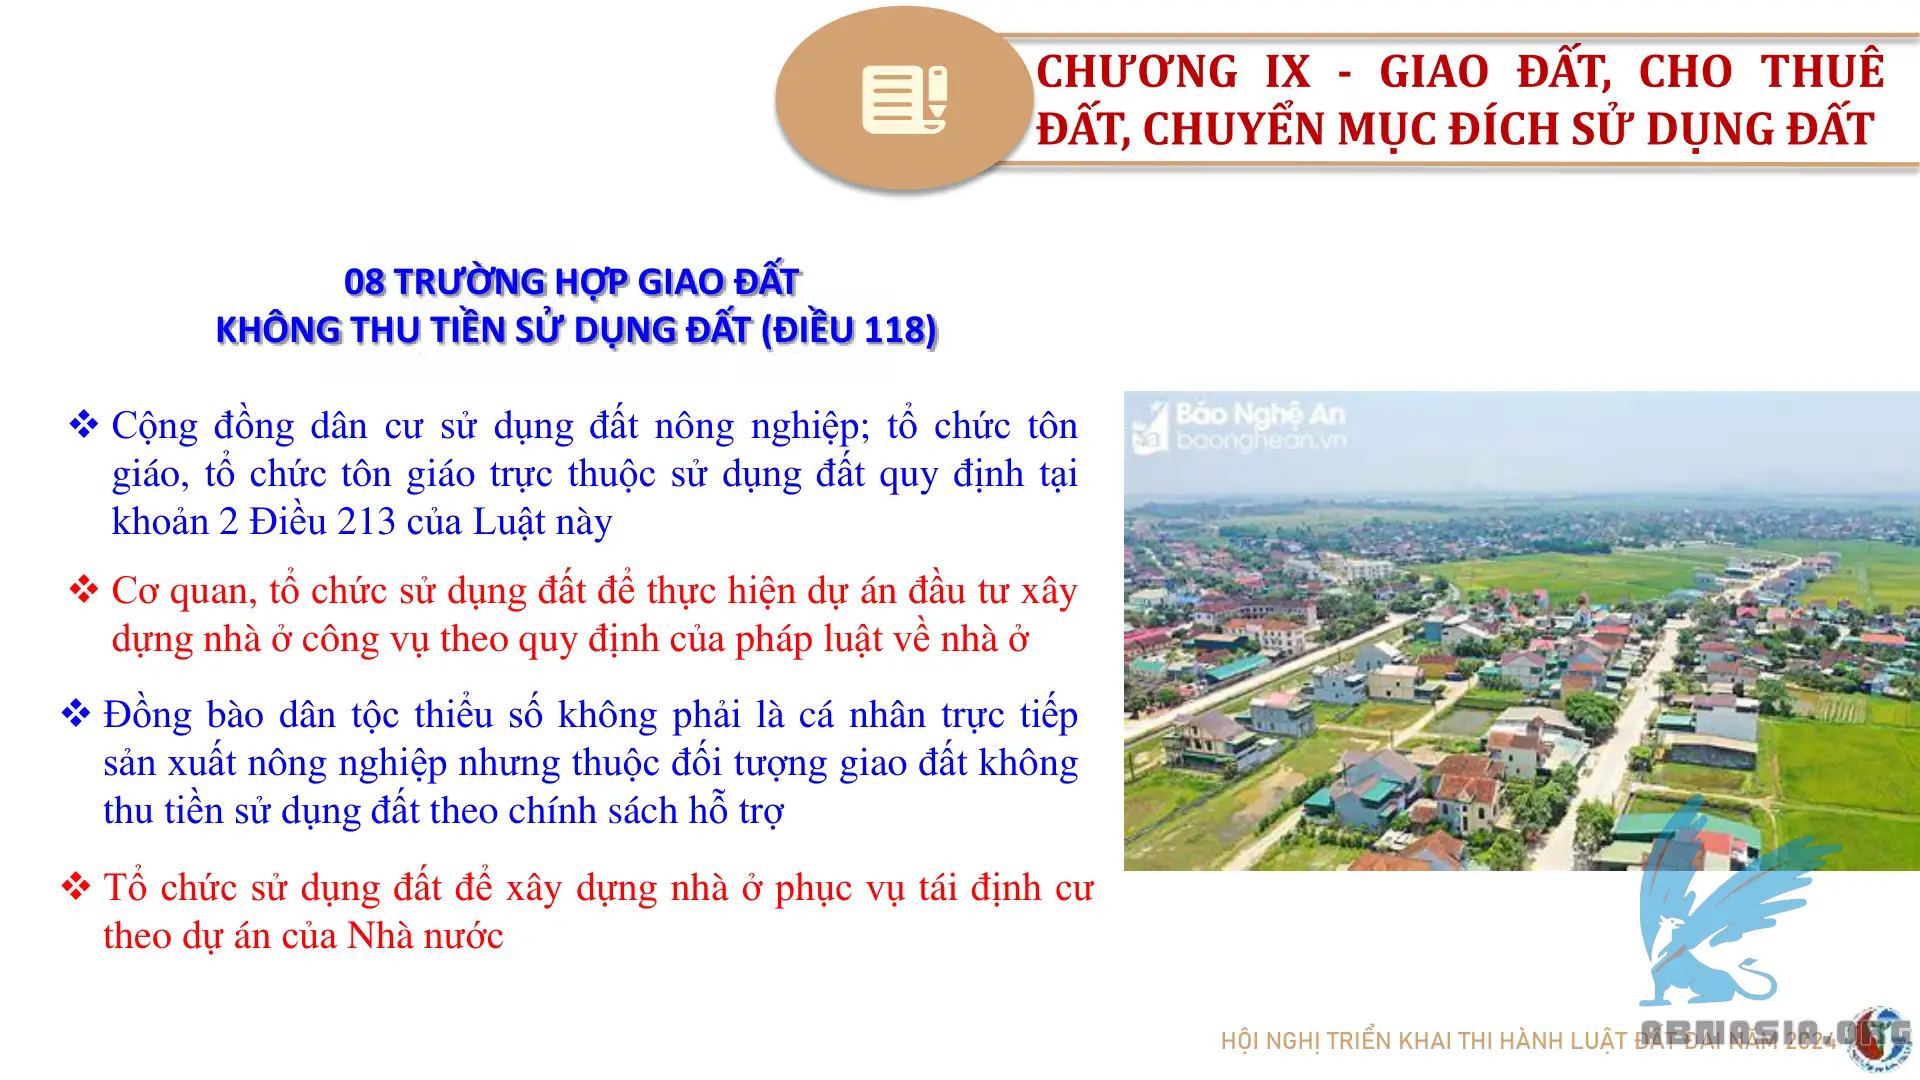 CHƯƠNG IX - GIAO ĐẤT, CHO THUÊ
ĐẤT, CHUYỂN MỤC ĐÍCH SỬ DỤNG ĐẤT
08 TRƯỜNG HỢP GIAO ĐẤT
KHÔNG THU TIỀN SỬ DỤNG ĐẤT (ĐIỀU 118)
❖ Cộng đồng dân cư sử dụng đất nông nghiệp; tổ chức tôn
giáo, tổ chức tôn giáo trực thuộc sử dụng đất quy định tại
khoản 2 Điều 213 của Luật này
❖ Cơ quan, tổ chức sử dụng đất để thực hiện dự án đầu tư xây
dựng nhà ở công vụ theo quy định của pháp luật về nhà ở
❖ Đồng bào dân tộc thiểu số không phải là cá nhân trực tiếp
sản xuất nông nghiệp nhưng thuộc đối tượng giao đất không
thu tiền sử dụng đất theo chính sách hỗ trợ
❖ Tổ chức sử dụng đất để xây dựng nhà ở phục vụ tái định cư
theo dự án của Nhà nước
Báo Nghệ An
baonghean.vn
HỘI NGHỊ TRIỂN KHAI THI HÀNH LUẬT ĐẤT ĐAI NĂM 2024
ABMASIA.ORG